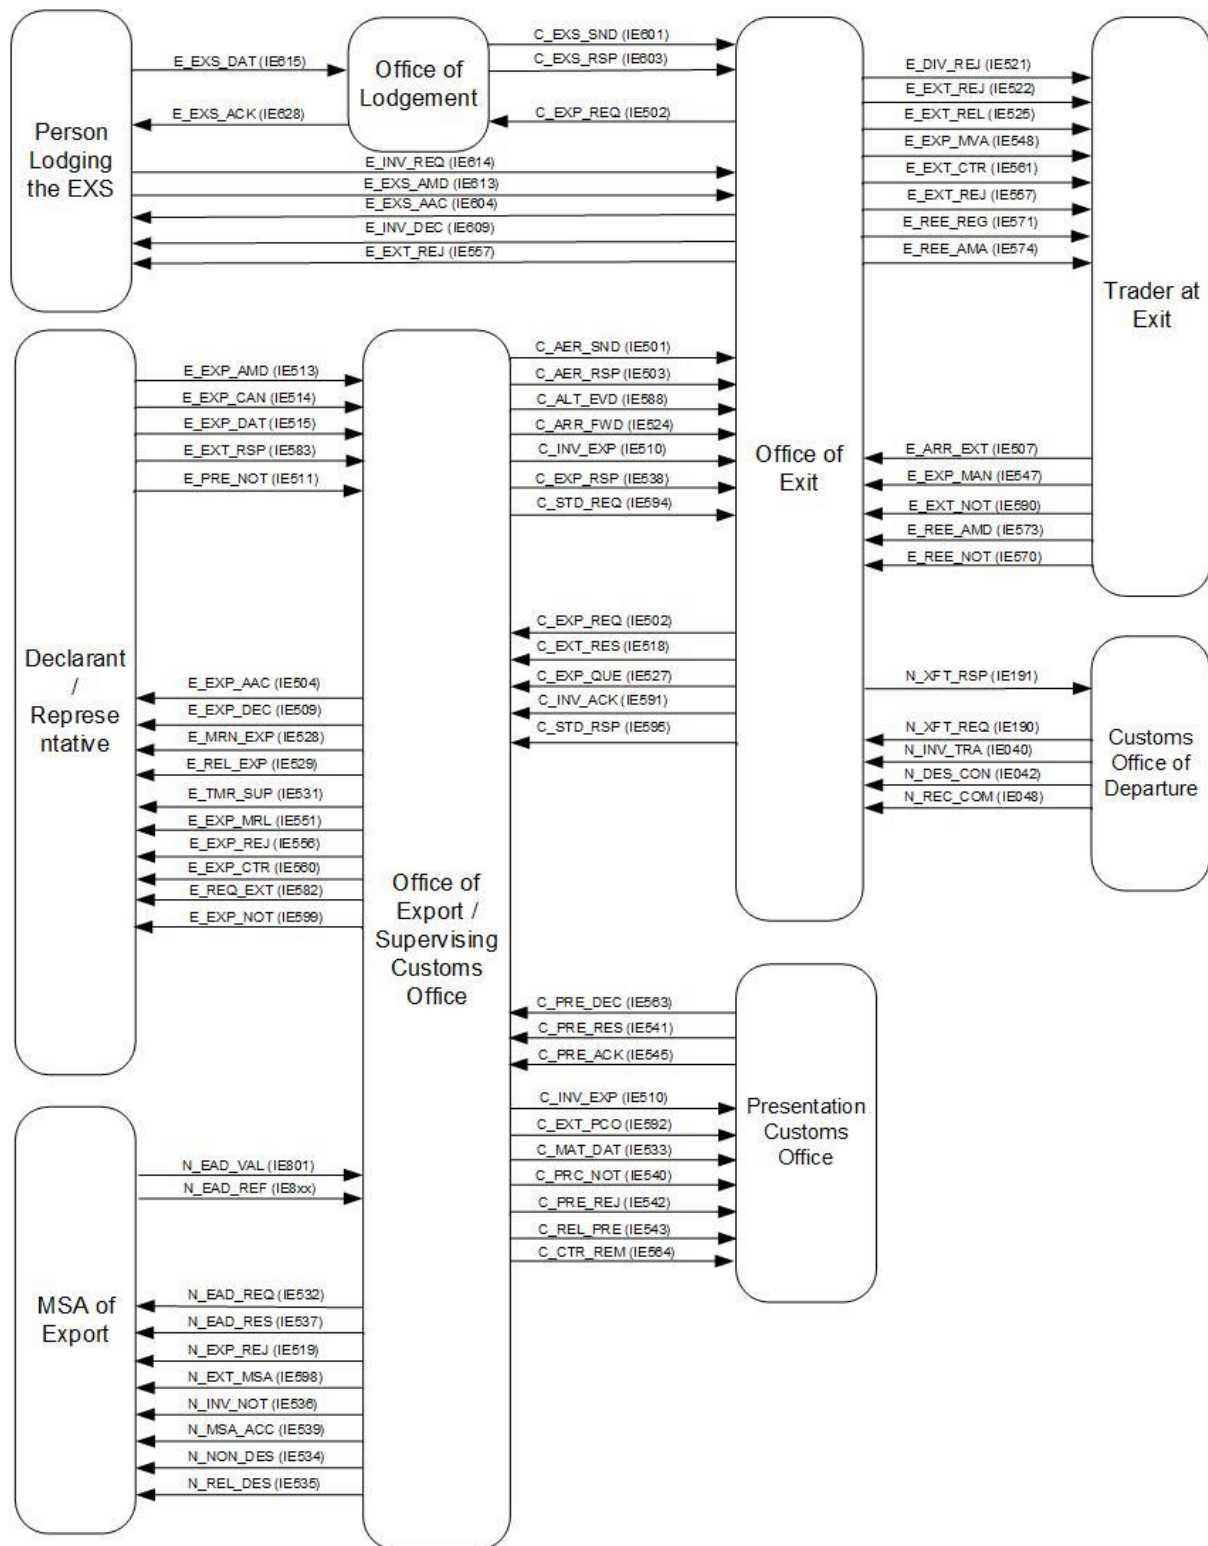 Person
Lodging
the EXS
E_EXS_DAT (IE615)
E_EXS_ACK (IE628)
Office of
Lodgement
C_EXS_SND (IE601)
C_EXS_RSP (IE603)
C_EXP_REQ (IE502)
E_INV_REQ (IE614)
E_EXS_AMD (IE613)
E_EXS_AAC (IE604)
E_INV_DEC (IE609)
E_EXT_REJ (IE557)
E_DIV_REJ (IE521)
E_EXT_REJ (IE522)
E_EXT_REL (IE525)
E_EXP_MVA (IE548)
E_EXT_CTR (IE561)
E_EXT_REJ (IE557)
E_REE_REG (IE571)
E_REE_AMA (IE574)
Trader at
Exit
E_EXP_AMD (IE513)
E_EXP_CAN (IE514)
E_EXP_DAT (IE515)
E_EXT_RSP (IE583)
E_PRE_NOT (IE511)
C_AER_SND (IE501)
C_AER_RSP (IE503)
C_ALT_EVD (IE588)
C_ARR_FWD (IE524)
C_INV_EXP (IE510)
C_EXP_RSP (IE538)
C_STD_REQ (IE594)
Office of
Exit
E_ARR_EXT (IE507)
E_EXP_MAN (IE547)
E_EXT_NOT (IE590)
E_REE_AMD (IE573)
E_REE_NOT (IE570)
C_EXP_REQ (IE502)
C_EXT_RES (IE518)
C_EXP_QUE (IE527)
C_INV_ACK (IE591)
C_STD_RSP (IE595)
Declarant
/
Represe
ntative
E_EXP_AAC (IE504)
E_EXP_DEC (IE509)
E_MRN_EXP (IE528)
E_REL_EXP (IE529)
E_TMR_SUP (IE531)
E_EXP_MRL (IE551)
E_EXP_REJ (IE556)
E_EXP_CTR (IE560)
E_REQ_EXT (IE582)
E_EXP_NOT (IE599)
N_XFT_RSP (IE191)
N_XFT_REQ (IE190)
N_INV_TRA (IE040)
N_DES_CON (IE042)
N_REC_COM (IE048)
Customs
Office of
Departure
Office of
Export /
Supervising
Customs
Office
C_PRE_DEC (IE563)
C_PRE_RES (IE541)
C_PRE_ACK (IE545)
C_INV_EXP (IE510)
C_EXT_PCO (IE592)
C_MAT_DAT (IE533)
C_PRC_NOT (IE540)
C_PRE_REJ (IE542)
C_REL_PRE (IE543)
C_CTR_REM (IE564)
Presentation
Customs
Office
N_EAD_VAL (IE801)
N_EAD_REF (IE8xx)
MSA of
Export
N_EAD_REQ (IE532)
N_EAD_RES (IE537)
N_EXP_REJ (IE519)
N_EXT_MSA (IE598)
N_INV_NOT (IE536)
N_MSA_ACC (IE539)
N_NON_DES (IE534)
N_REL_DES (IE535)